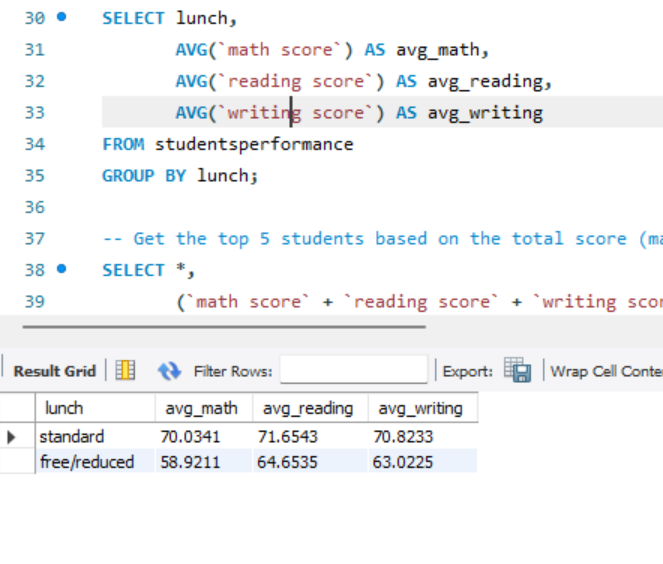 30 SELECT lunch,
31 AVG(`math score`) AS avg_math,
32 AVG(`reading score`) AS avg_reading,
33 AVG(`writing score`) AS avg_writing
34 FROM studentsperformance
35 GROUP BY lunch;
36
37 -- Get the top 5 students based on the total score (ma
38 SELECT *,
39 (`math score` + `reading score` + `writing scor
Result Grid Filter Rows: Export: Wrap Cell Conte
lunch avg_math avg_reading avg_writing
standard 70.0341 71.6543 70.8233
free/reduced 58.9211 64.6535 63.0225